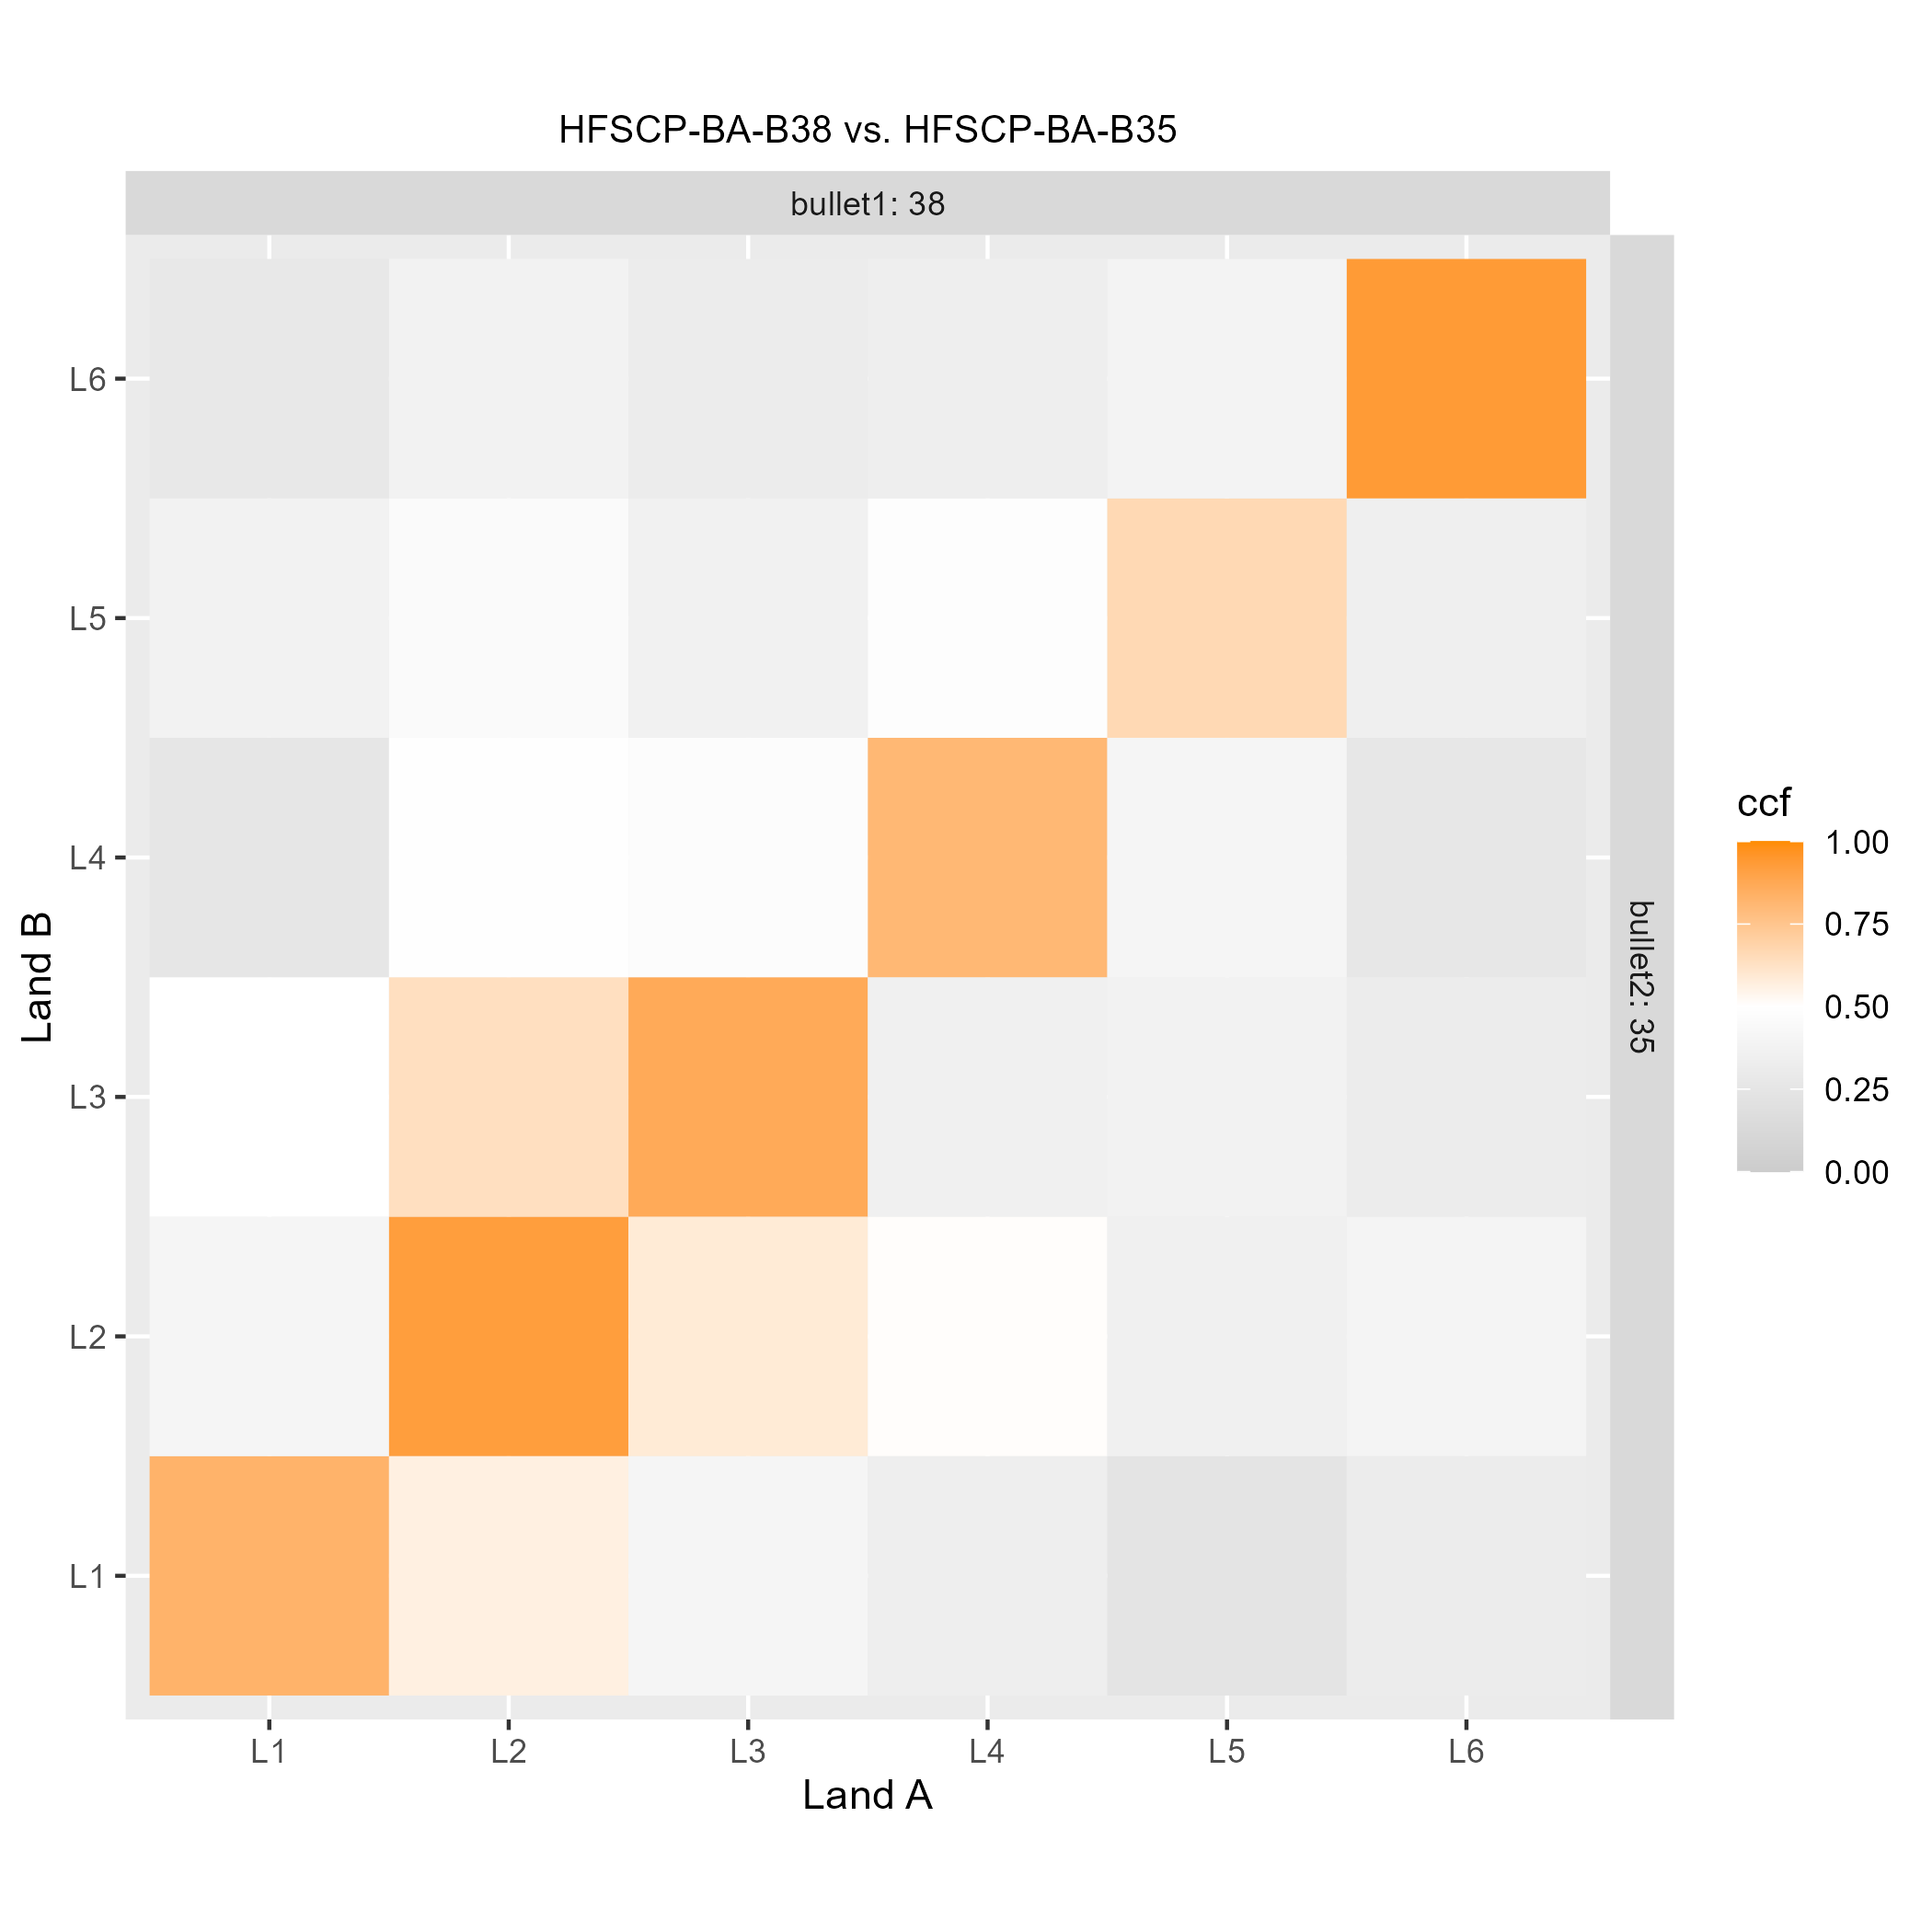 HFSCP-BA-B38 vs. HFSCP-BA-B35
bullet1: 38
L6
L5
L4
L3
L2
L1
Land B
bullet2: 35
L1 L2 L3 L4 L5 L6
Land A
ccf
1.00
0.75
0.50
0.25
0.00